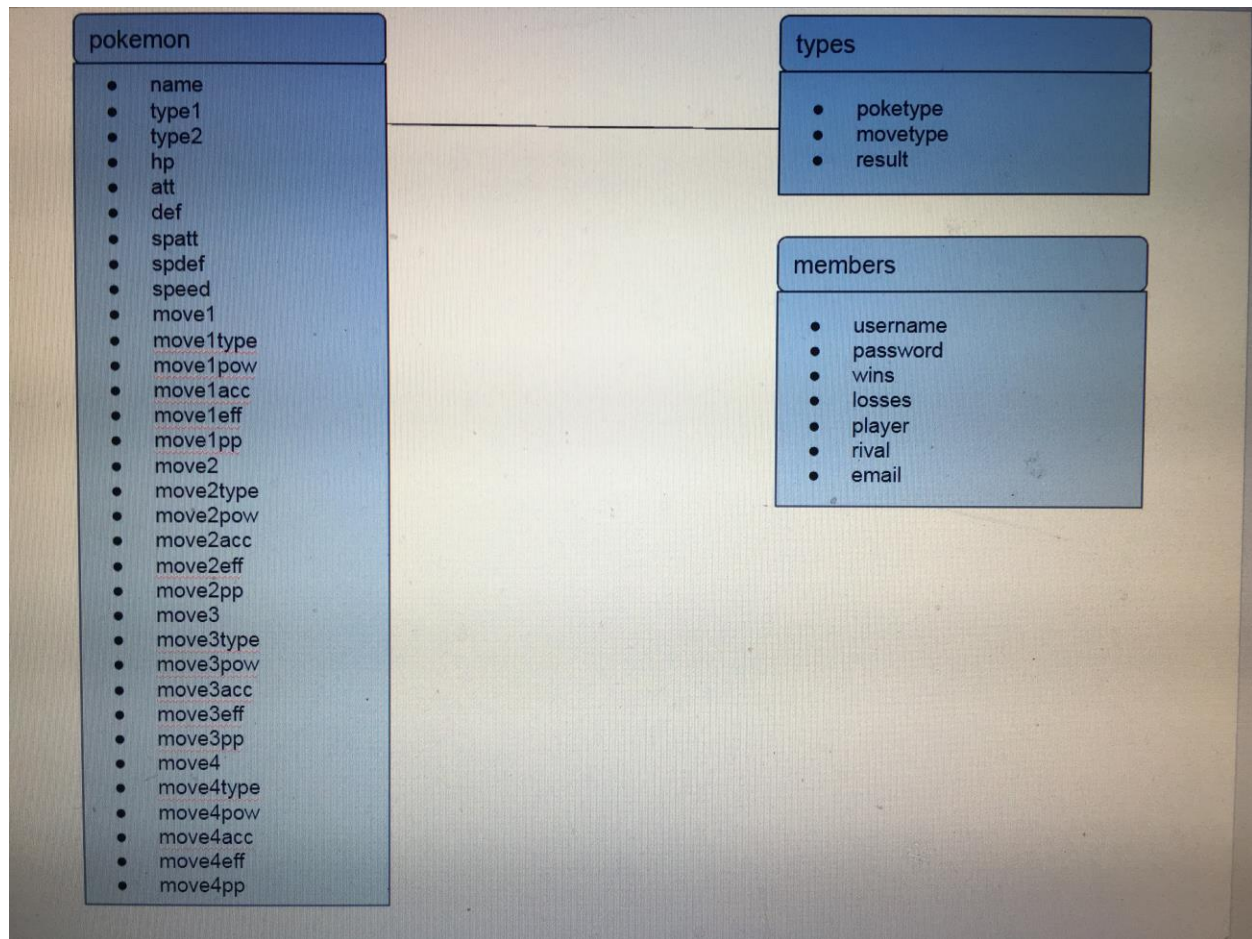 pokemon
name
type1
type2
hp
att
def
spatt
spdef
speed
move1
move1type
move1pow
move1acc
move1eff
move1pp
move2
move2type
move2pow
move2acc
move2eff
move2pp
move3
move3type
move3pow
move3acc
move3eff
move3pp
move4
move4type
move4pow
move4acc
move4eff
move4pp
types
poketype
movetype
result
members
username
password
wins
losses
player
rival
email